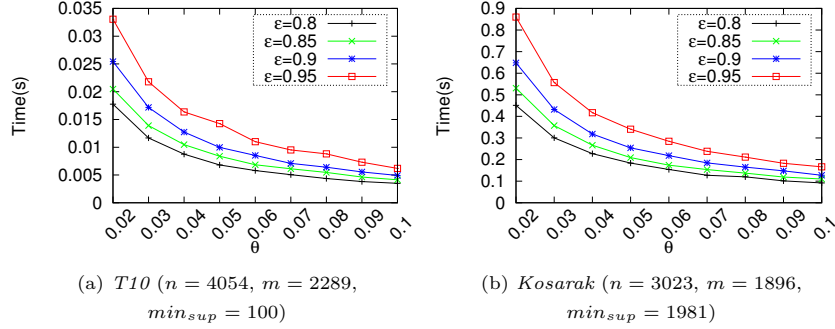 0.035
0.03
0.025
0.02
0.015
0.01
0.005
0
Time(s)
ε=0.8
ε=0.85
ε=0.9
ε=0.95
0.02 0.03 0.04 0.05 0.06 0.07 0.08 0.09 0.1
θ
(a) T10 (n = 4054, m = 2289,
min_sup = 100)
0.9
0.8
0.7
0.6
0.5
0.4
0.3
0.2
0.1
0
Time(s)
ε=0.8
ε=0.85
ε=0.9
ε=0.95
0.02 0.03 0.04 0.05 0.06 0.07 0.08 0.09 0.1
θ
(b) Kosarak (n = 3023, m = 1896,
min_sup = 1981)